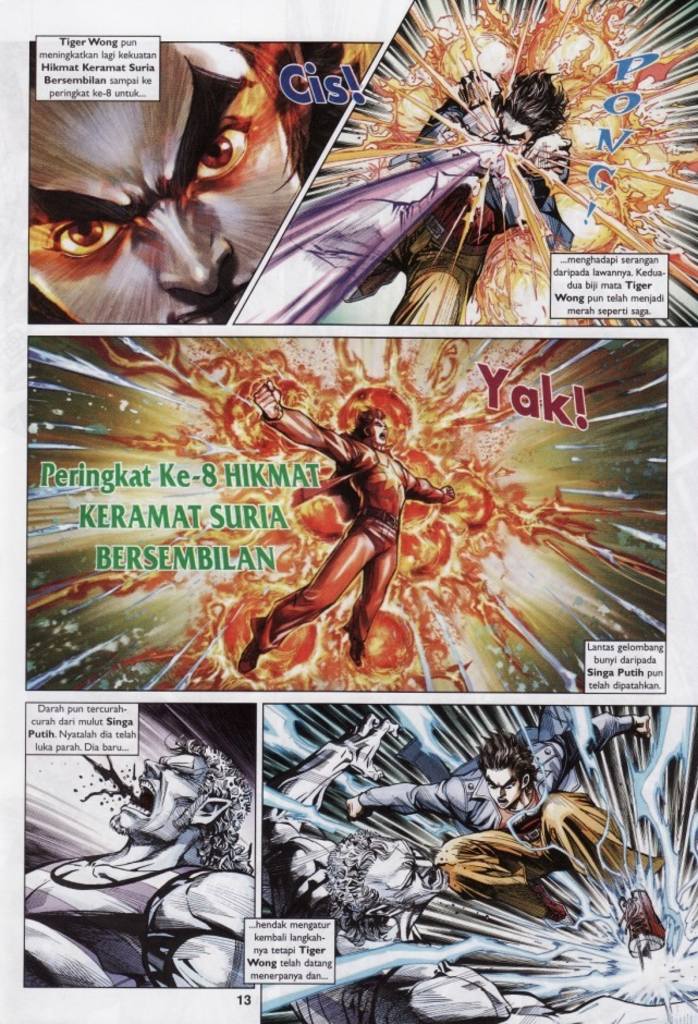 Tiger Wong pun
meningkatkan lagi kekuatan
Hikmat Keramat Suria
Bersembilan sampai ke
peringkat ke-8 untuk...
Cis!
PONG!
...menghadapi serangan
daripada lawannya. Kedua-
dua biji mata Tiger
Wong pun telah menjadi
merah seperti saga.
Yak!
Peringkat Ke-8 HIKMAT
KERAMAT SURIA
BERSEMBILAN
Lantas gelombang
bunyi daripada
Singa Putih pun
telah dipatahkan.
Darah pun tercurah-
curah dari mulut Singa
Putih. Nyatalah dia telah
luka parah. Dia baru...
...hendak mengatur
kembali langkah-
nya tetapi Tiger
Wong telah datang
menerpanya dan...
13